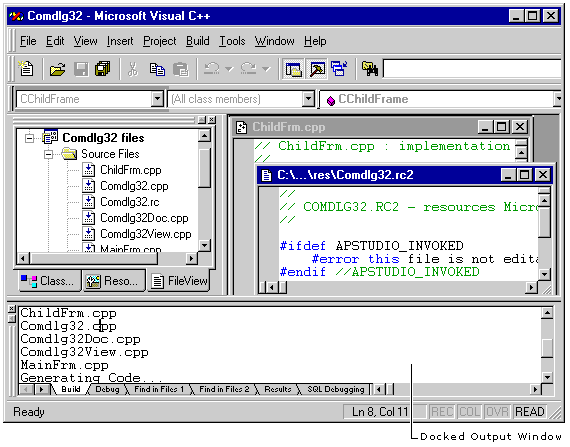 Comdlg32 - Microsoft Visual C++
File Edit View Insert Project Build Tools Window Help
CChildFrame (All class members) CChildFrame
Comdlg32 files
Source Files
ChildFrm.cpp
Comdlg32.cpp
Comdlg32.rc
Comdlg32Doc.cpp
Comdlg32View.cpp
MainFrm.cpp
Class... Reso... FileView
ChildFrm.cpp
// ChildFrm.cpp : implementation
//
C:\...\res\Comdlg32.rc2
//
// COMDLG32.RC2 - resources Micro
//
#ifdef APSTUDIO_INVOKED
#error this file is not edita
#endif //APSTUDIO_INVOKED
ChildFrm.cpp
Comdlg32.cpp
Comdlg32Doc.cpp
Comdlg32View.cpp
MainFrm.cpp
Generating Code...
Build Debug Find in Files 1 Find in Files 2 Results SQL Debugging
Ready Ln 8, Col 11 REC COL OVR READ
Docked Output Window